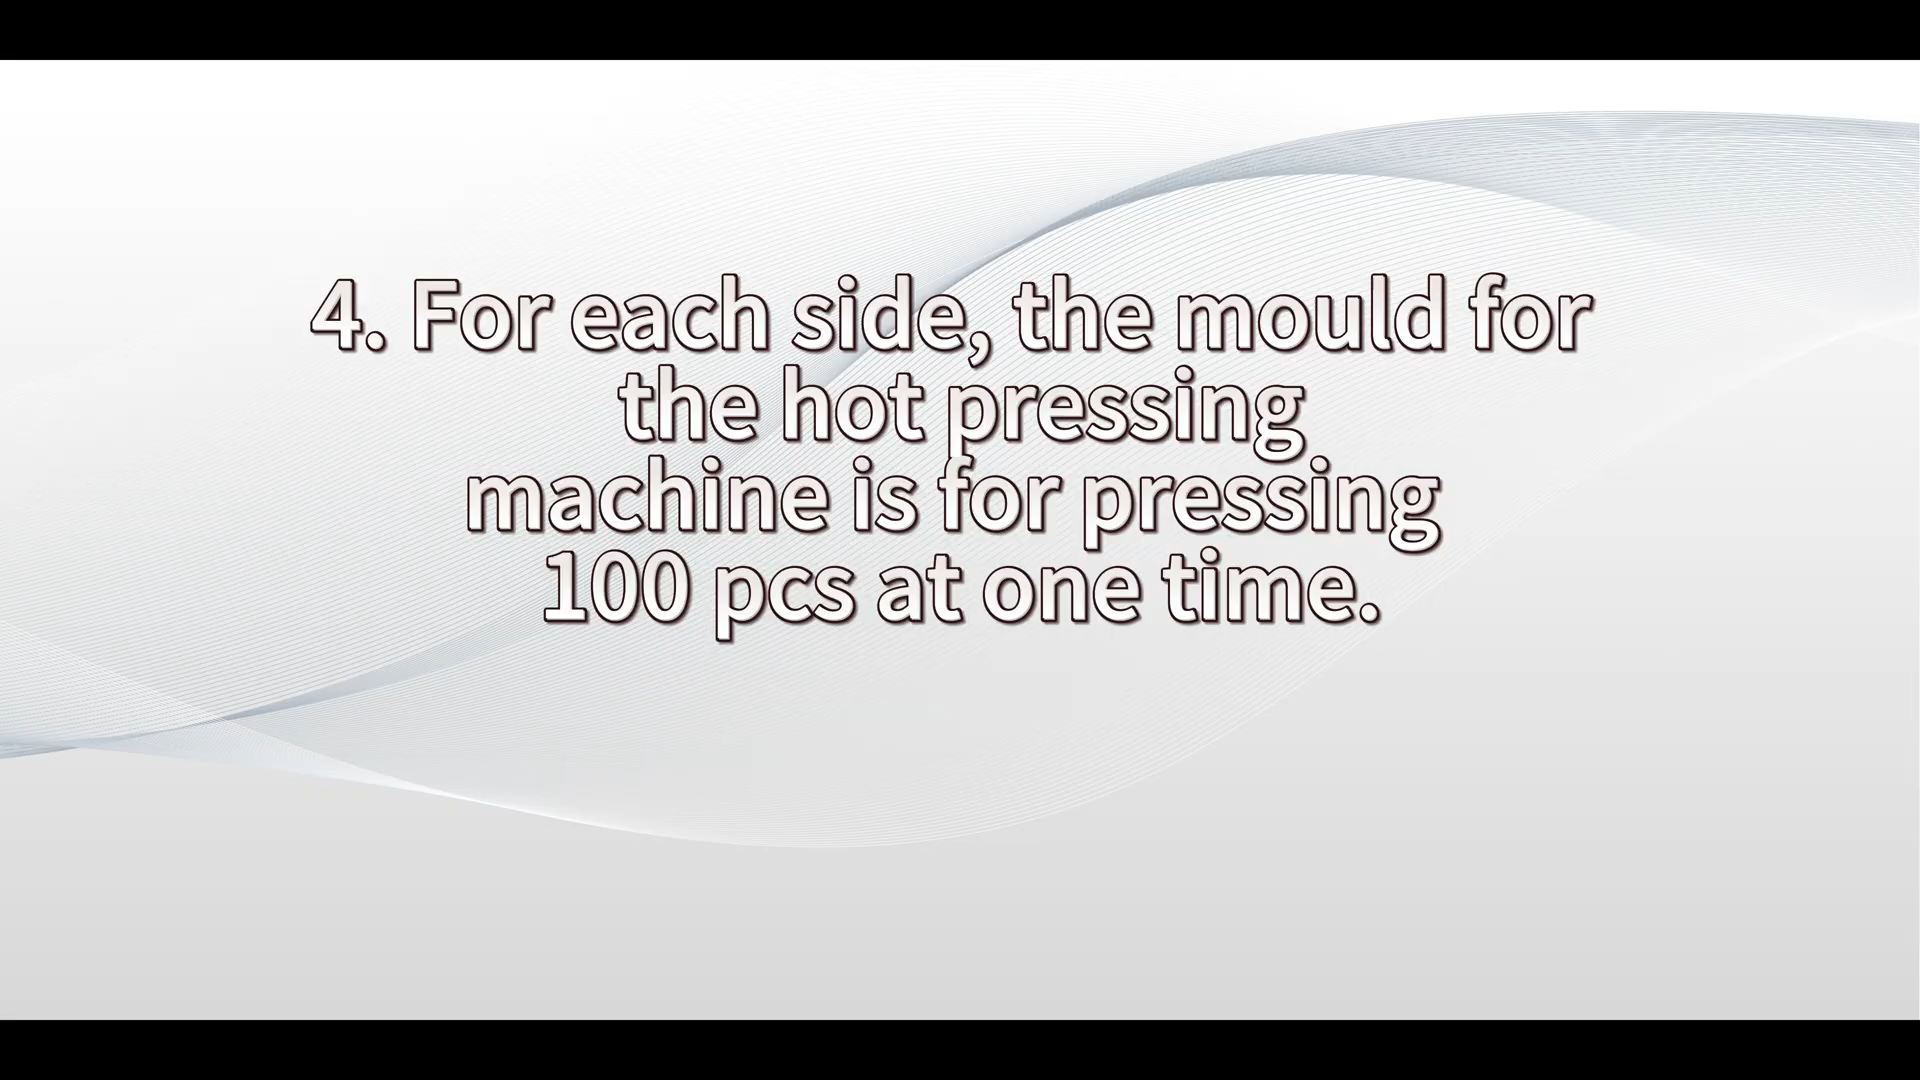 4. For each side, the mould for
the hot pressing
machine is for pressing
100 pcs at one time.